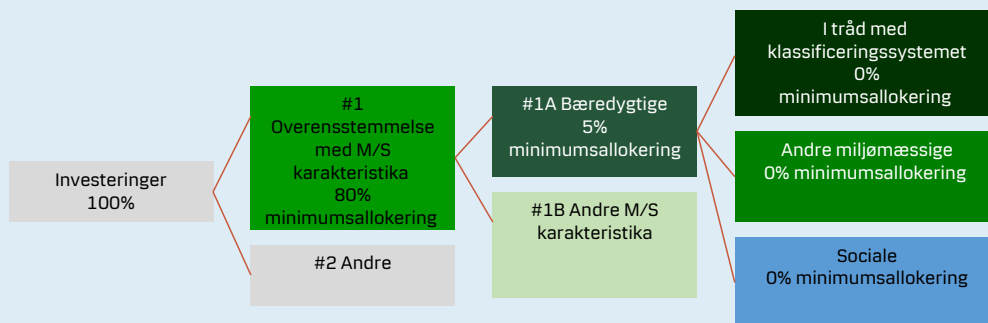 Investeringer
100%
#1
Overensstemmelse
med M/S
karakteristika
80%
minimumsallokering
#2 Andre
#1A Bæredygtige
5%
minimumsallokering
#1B Andre M/S
karakteristika
I tråd med
klassificeringssystemet
0%
minimumsallokering
Andre miljømæssige
0% minimumsallokering
Sociale
0% minimumsallokering